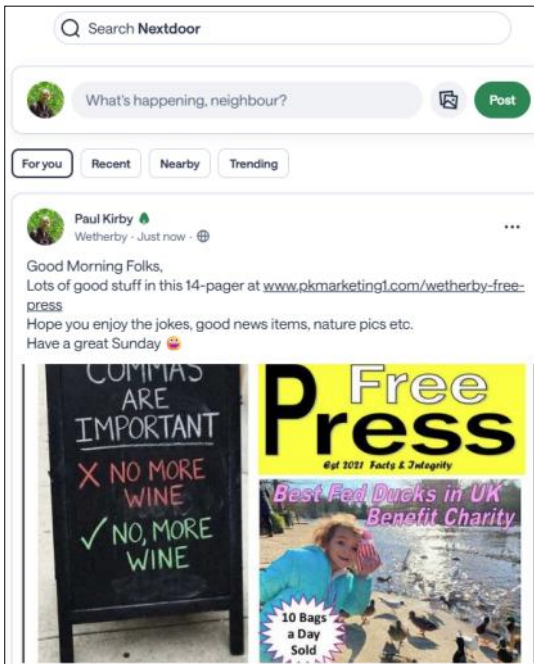 Search Nextdoor
What's happening, neighbour?
Post
For you
Recent
Nearby
Trending
Paul Kirby
Wetherby · Just now ·
Good Morning Folks,
Lots of good stuff in this 14-pager at www.pkmarketing1.com/wetherby-free-
press
Hope you enjoy the jokes, good news items, nature pics etc.
Have a great Sunday
COMMAS
ARE
IMPORTANT
X NO MORE
WINE
✓ NO, MORE
WINE
Free
Press
Est 2021 Facts & Integrity
Best Fed Ducks in UK
Benefit Charity
10 Bags
a Day
Sold